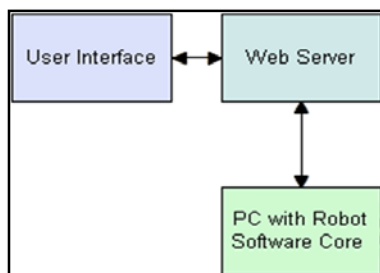 User Interface
Web Server
PC with Robot
Software Core